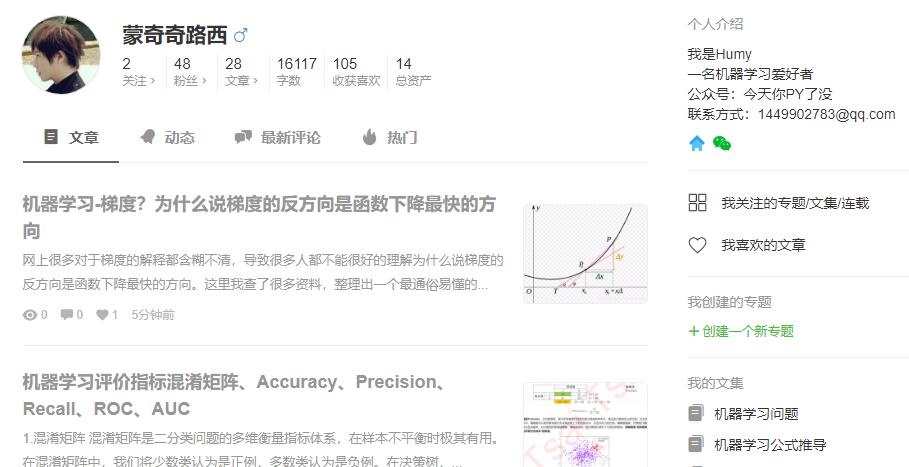 蒙奇奇路西
2 48 28 16117 105 14
关注 粉丝 文章 字数 收获喜欢 总资产
文章 动态 最新评论 热门
机器学习-梯度？为什么说梯度的反方向是函数下降最快的方
向
网上很多对于梯度的解释都含糊不清，导致很多人都不能很好的理解为什么说梯度的
反方向是函数下降最快的方向。这里我查了很多资料，整理出一个最通俗易懂的...
0 0 1 5分钟前
y
P
Δy
Δx
O T x
机器学习评价指标混淆矩阵、Accuracy、Precision、
Recall、ROC、AUC
1.混淆矩阵 混淆矩阵是二分类问题的多维衡量指标体系，在样本不平衡时极其有用。
在混淆矩阵中，我们将少数类认为是正例，多数类认为是负例。在决策树，...
个人介绍
我是Humy
一名机器学习爱好者
公众号：今天你PY了没
联系方式：1449902783@qq.com
我关注的专题/文集/连载
我喜欢的文章
我创建的专题
+ 创建一个新专题
我的文集
机器学习问题
机器学习公式推导